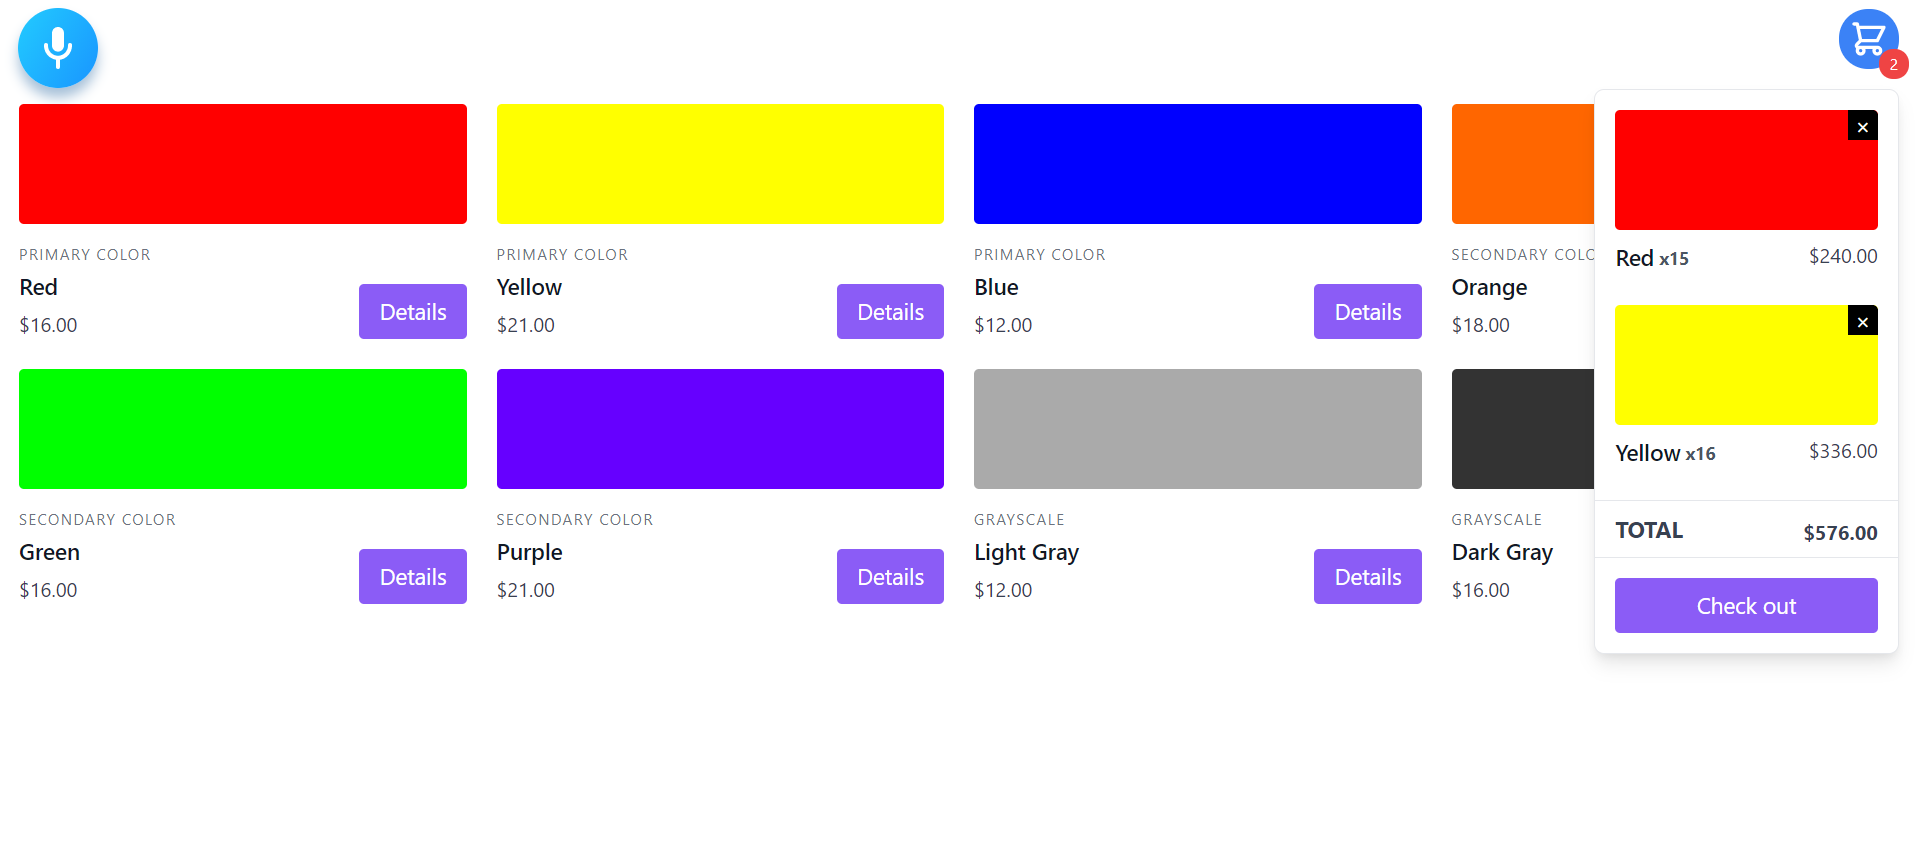 2
PRIMARY COLOR
Red
$16.00
Details
PRIMARY COLOR
Yellow
$21.00
Details
PRIMARY COLOR
Blue
$12.00
Details
SECONDARY COLO
Orange
$18.00
SECONDARY COLOR
Green
$16.00
Details
SECONDARY COLOR
Purple
$21.00
Details
GRAYSCALE
Light Gray
$12.00
Details
GRAYSCALE
Dark Gray
$16.00
×
Red x15 $240.00
×
Yellow x16 $336.00
TOTAL $576.00
Check out